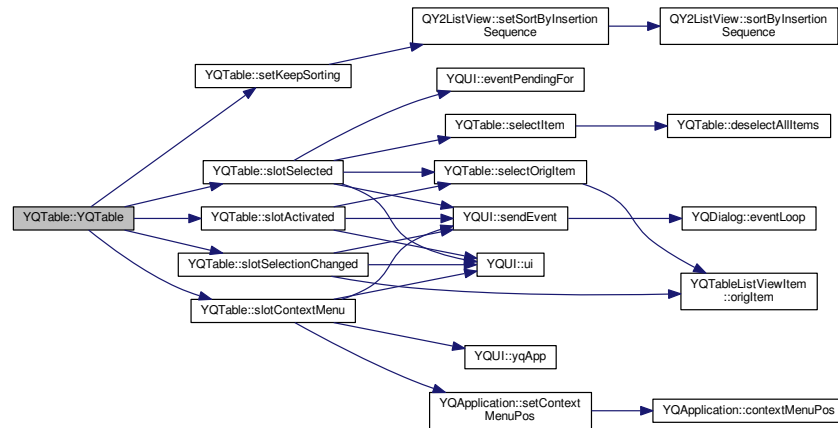 QY2ListView::setSortByInsertion
Sequence
QY2ListView::sortByInsertion
Sequence
YQTable::setKeepSorting
YQUI::eventPendingFor
YQTable::selectItem
YQTable::deselectAllItems
YQTable::slotSelected
YQTable::selectOrigItem
YQTable::YQTable
YQTable::slotActivated
YQUI::sendEvent
YQDialog::eventLoop
YQTable::slotSelectionChanged
YQUI::ui
YQTableListViewItem
::origItem
YQTable::slotContextMenu
YQUI::yqApp
YQApplication::setContext
MenuPos
YQApplication::contextMenuPos